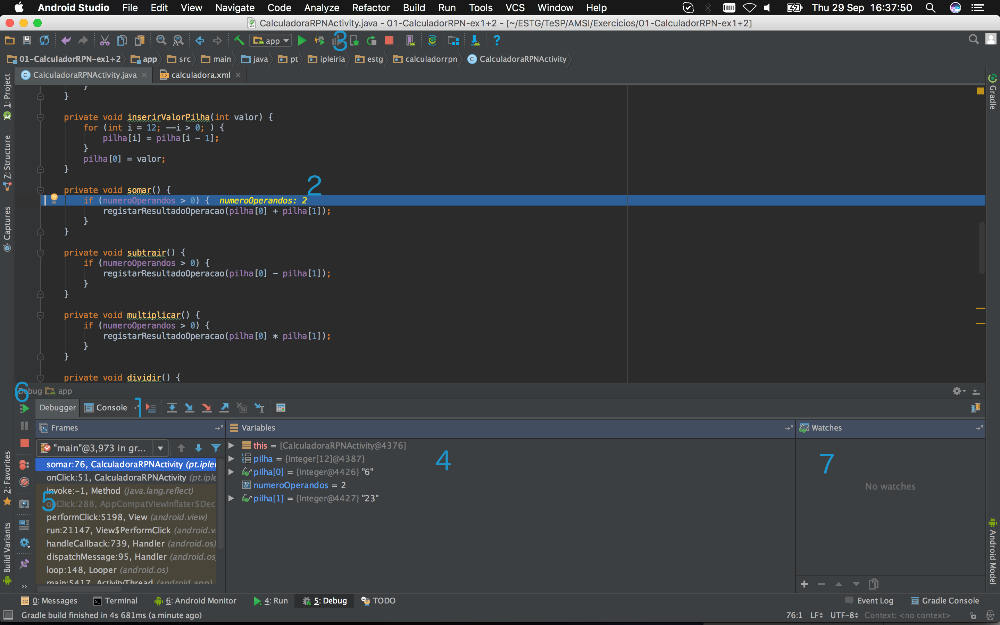 Android Studio File Edit View Navigate Code Analyze Refactor Build Run Tools VCS Window Help Thu 29 Sep 16:37:50
CalculadoraRPNActivity.java - 01-CalculadorRPN-ex1+2 - [~/ESTG/TeSP/AMSI/Exercicios/01-CalculadorRPN-ex1+2]
app 3 ?
01-CalculadorRPN-ex1+2 app src main java pt ipleiria estg calculadorrpn CalculadoraRPNActivity
CalculadoraRPNActivity.java calculadora.xml
1: Project
7: Structure
Captures
2: Favorites
Build Variants
}
}
private void inserirValorPilha(int valor) {
for (int i = 12; --i > 0; ) {
pilha[i] = pilha[i - 1];
}
pilha[0] = valor;
}
2
private void somar() {
if (numeroOperandos > 0) { numeroOperandos: 2
registarResultadoOperacao(pilha[0] + pilha[1]);
}
}
private void subtrair() {
if (numeroOperandos > 0) {
registarResultadoOperacao(pilha[0] - pilha[1]);
}
}
private void multiplicar() {
if (numeroOperandos > 0) {
registarResultadoOperacao(pilha[0] * pilha[1]);
}
}
private void dividir() {
Gradle
Android Model
6
Debug app
Debugger Console 1
Frames
"main"@3,973 in gr...
somar:76, CalculadoraRPNActivity (pt.iplei
onClick:51, CalculadoraRPNActivity (pt.iple
invoke:-1, Method (java.lang.reflect)
5
onClick:288, AppCompatViewInflater$Dec
performClick:5198, View (android.view)
run:21147, View$PerformClick (android.vi
handleCallback:739, Handler (android.os)
dispatchMessage:95, Handler (android.os
loop:148, Looper (android.os)
main:5417, ActivityThread (android.app)
Variables
this = {CalculadoraRPNActivity@4376}
pilha = {Integer[12]@4387}
4
pilha[0] = {Integer@4426} "6"
numeroOperandos = 2
pilha[1] = {Integer@4427} "23"
Watches
7
No watches
0: Messages Terminal 6: Android Monitor 4: Run 5: Debug TODO Event Log Gradle Console
Gradle build finished in 4s 681ms (a minute ago) 76:1 LF UTF-8 Context: <no context>